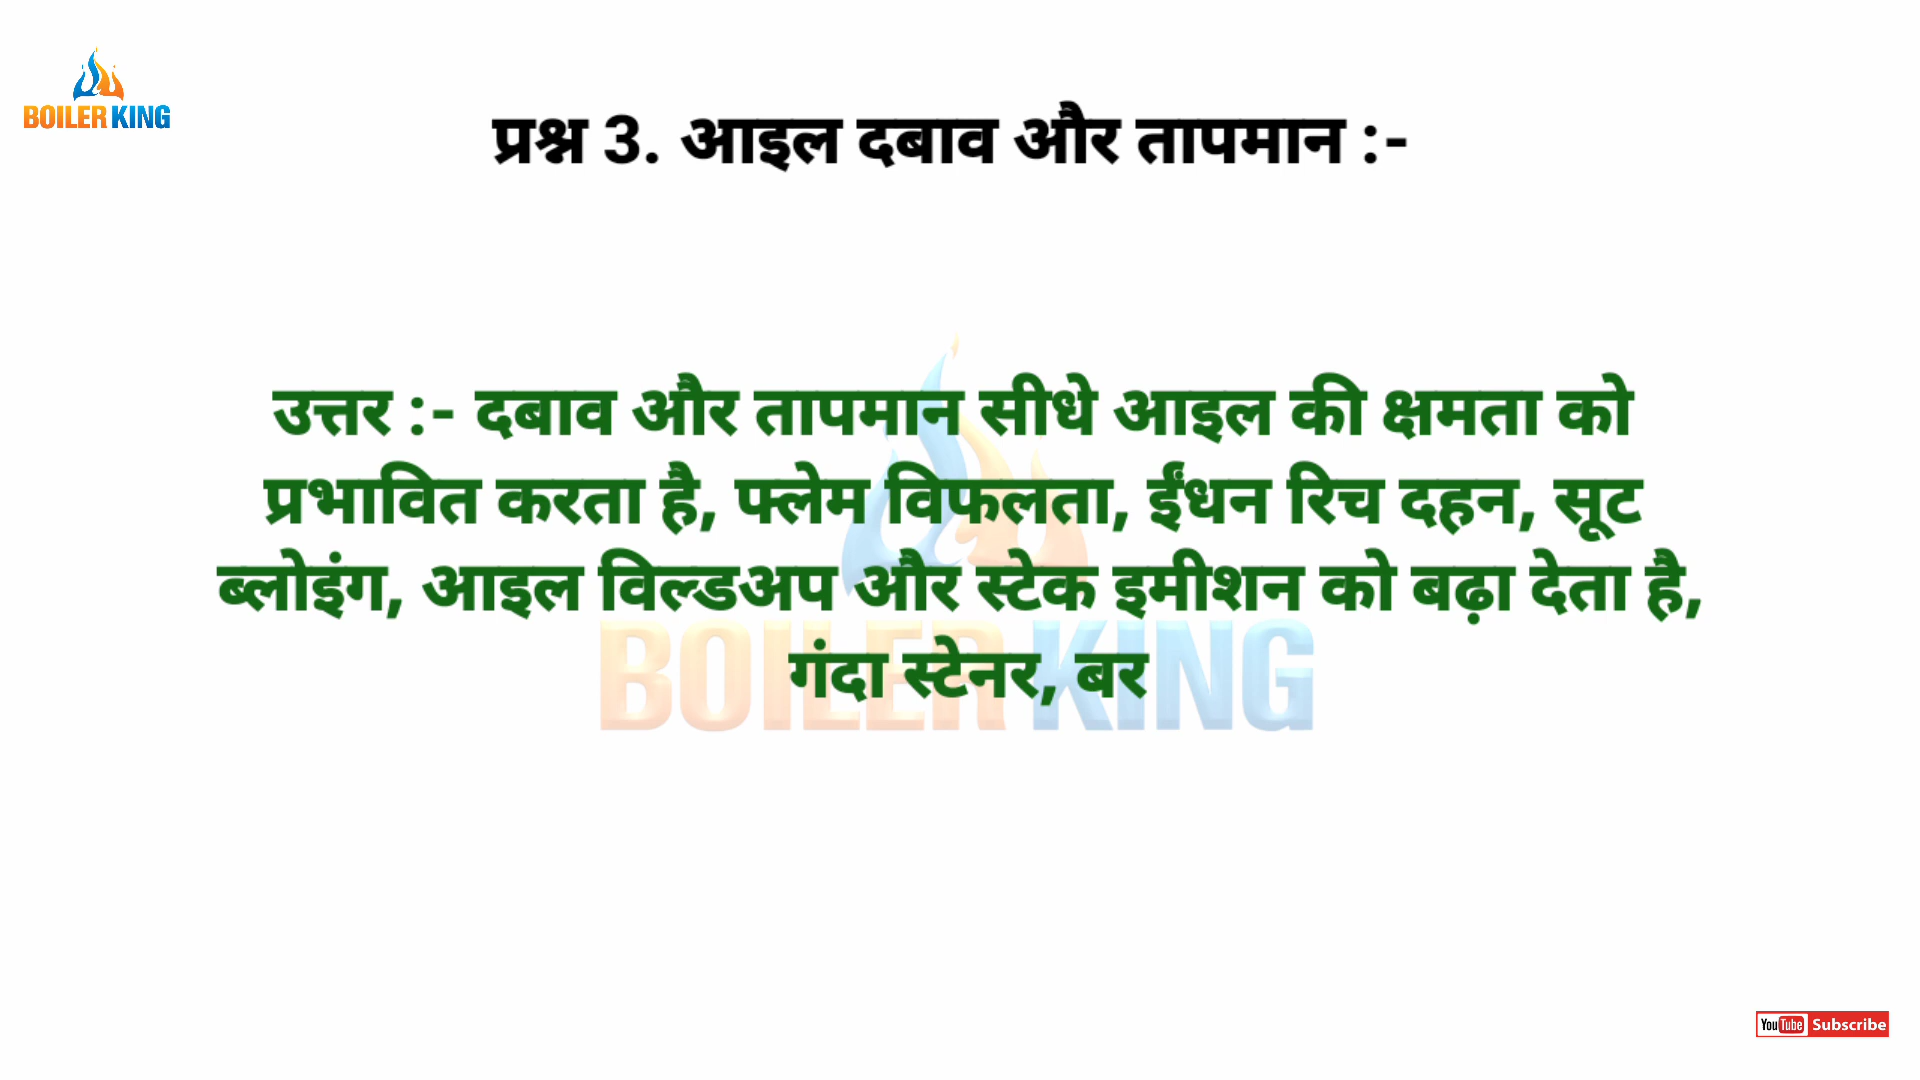 BOILER KING
प्रश्न 3. आइल दबाव और तापमान :-
उत्तर :- दबाव और तापमान सीधे आइल की क्षमता को
प्रभावित करता है, फ्लेम विफलता, ईंधन रिच दहन, सूट
ब्लोइंग, आइल विल्डअप और स्टेक इमीशन को बढ़ा देता है,
गंदा स्टेनर, बर
BOILER KING
YouTube Subscribe